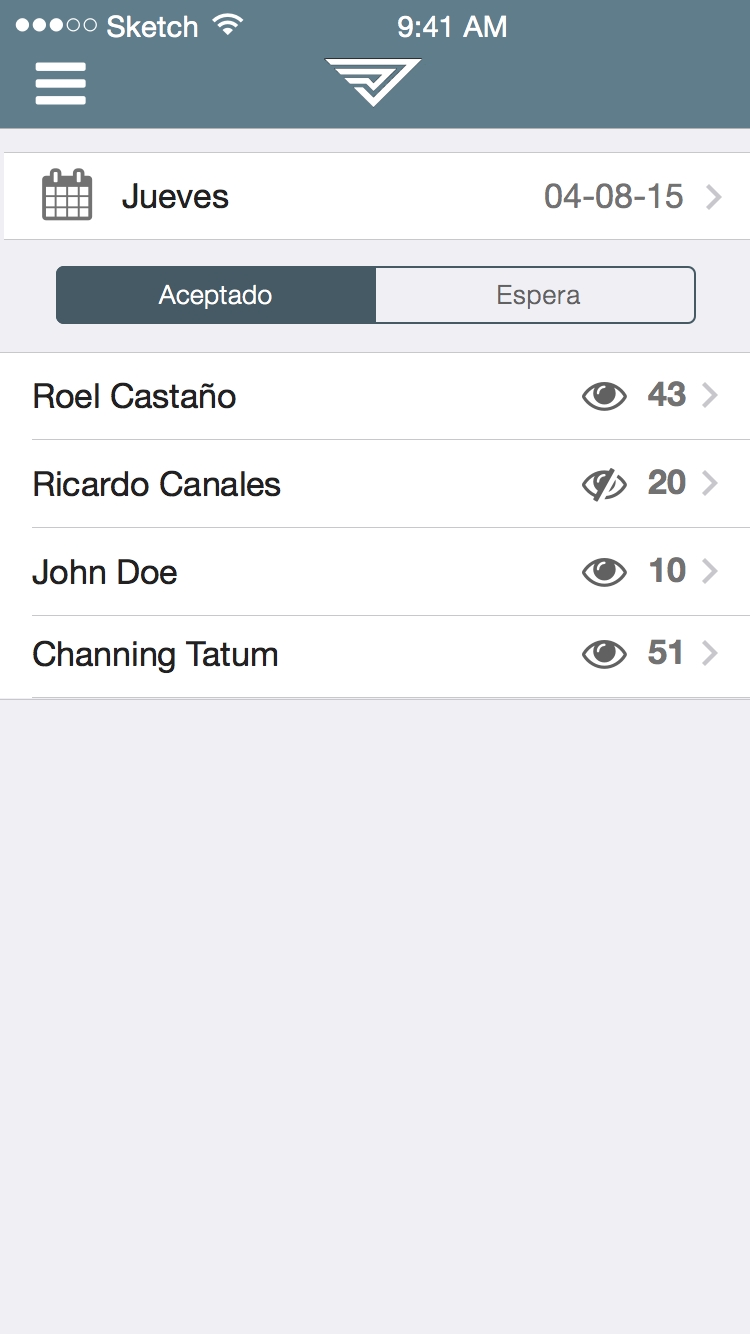 Sketch 9:41 AM
Jueves 04-08-15
Aceptado Espera
Roel Castaño 43
Ricardo Canales 20
John Doe 10
Channing Tatum 51